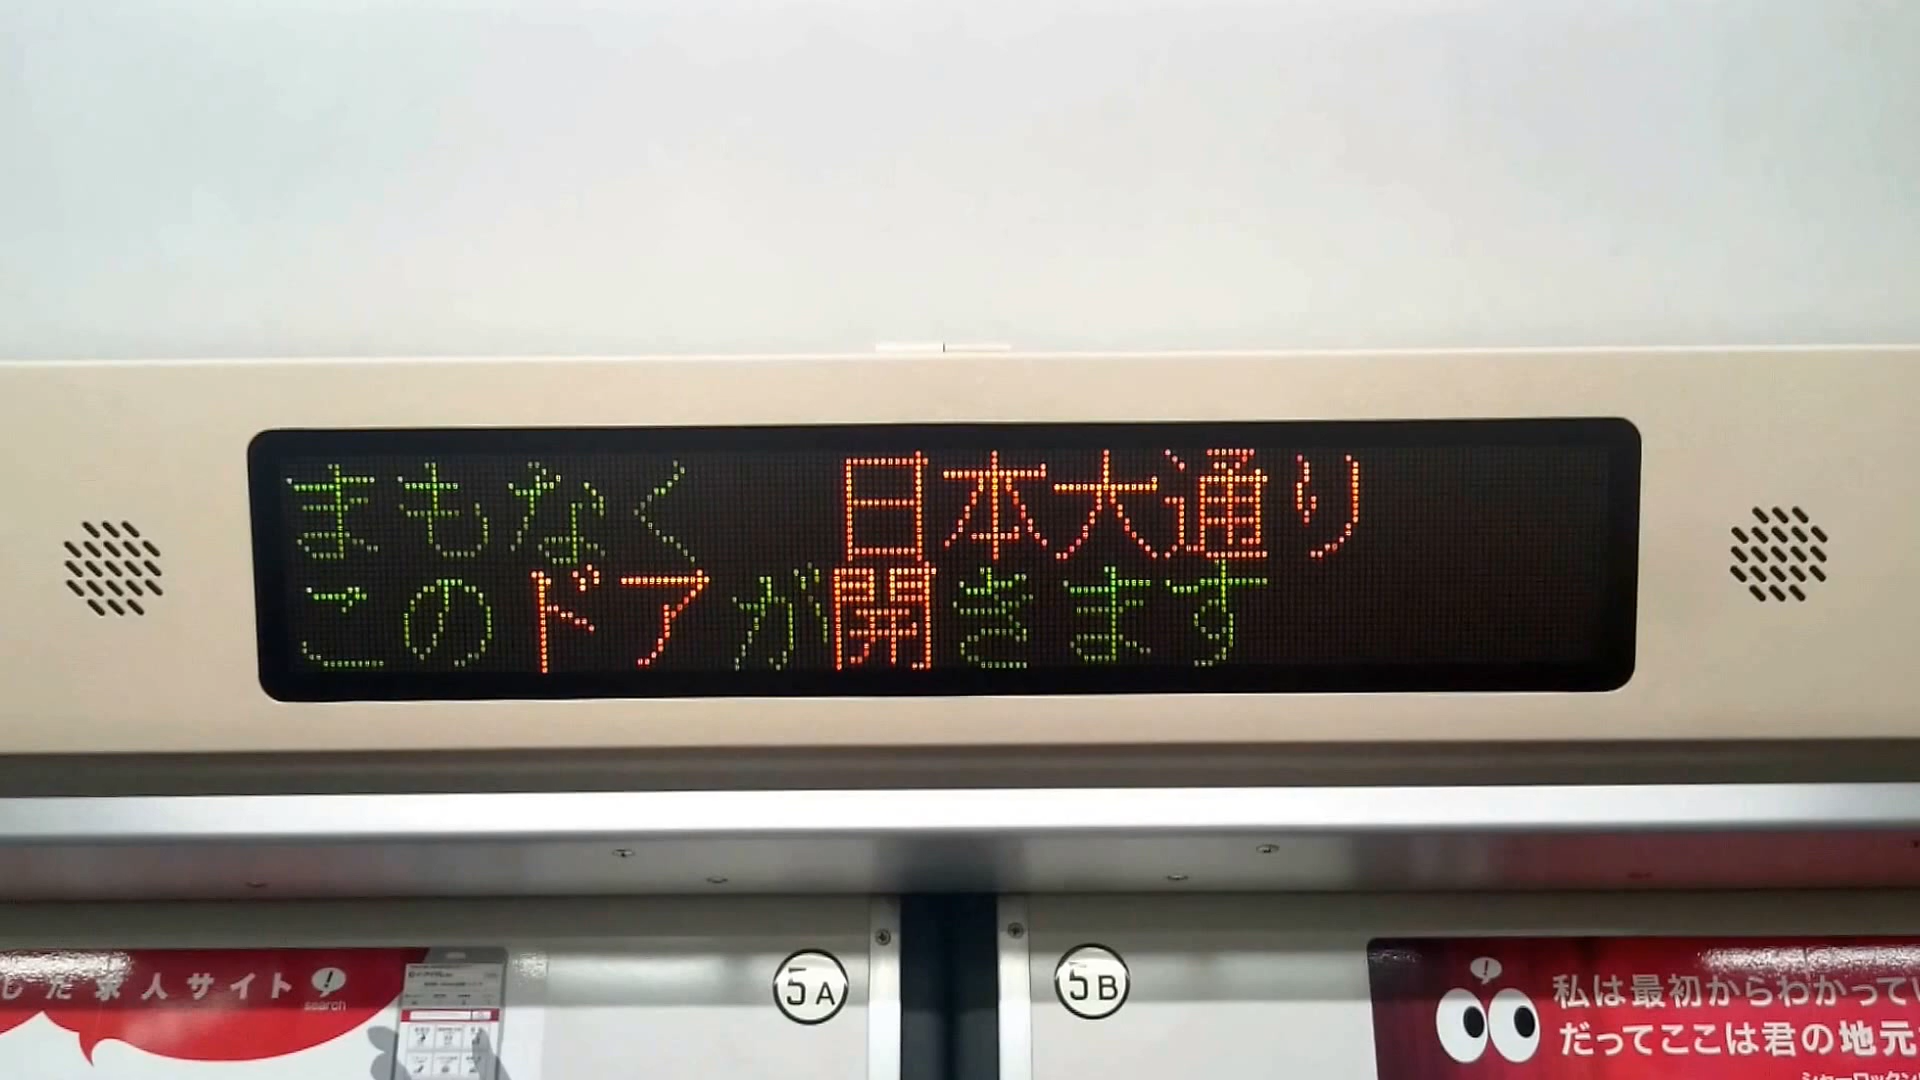 まもなく 日本大通り
このドアが開きます
した求人サイト
search
5A
5B
私は最初からわかってい
だってここは君の地元